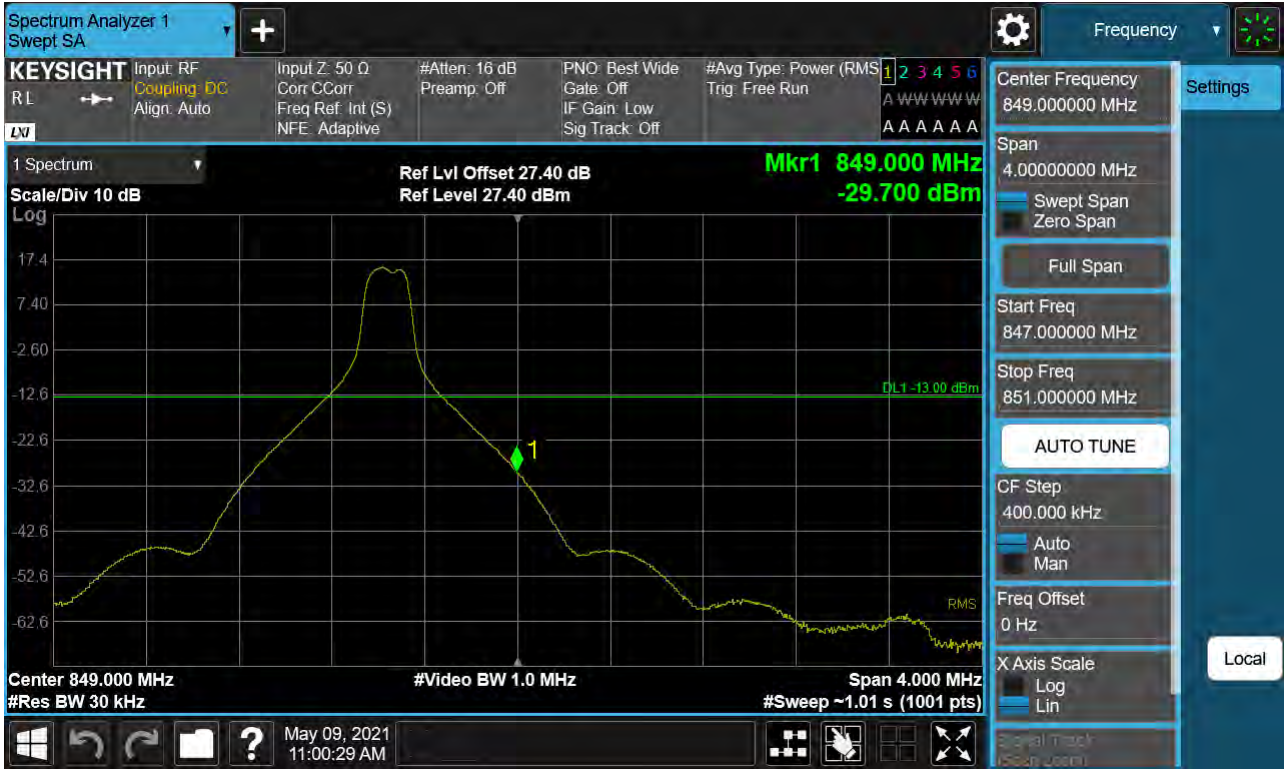 Spectrum Analyzer 1
Swept SA
Frequency
KEYSIGHT
R L
LXI
Input: RF
Coupling: DC
Align: Auto
Input Z: 50 Ω
Corr CCorr
Freq Ref: Int (S)
NFE: Adaptive
#Atten: 16 dB
Preamp: Off
PNO: Best Wide
Gate: Off
IF Gain: Low
Sig Track: Off
#Avg Type: Power (RMS
Trig: Free Run
1 2 3 4 5 6
A W W W W W
A A A A A A
1 Spectrum
Scale/Div 10 dB
Log
Ref Lvl Offset 27.40 dB
Ref Level 27.40 dBm
Mkr1 849.000 MHz
-29.700 dBm
17.4
7.40
-2.60
-12.6
-22.6
-32.6
-42.6
-52.6
-62.6
DL1 -13.00 dBm
1
RMS
Center 849.000 MHz
#Video BW 1.0 MHz
Span 4.000 MHz
#Res BW 30 kHz
#Sweep ~1.01 s (1001 pts)
Center Frequency
849.000000 MHz
Settings
Span
4.00000000 MHz
Swept Span
Zero Span
Full Span
Start Freq
847.000000 MHz
Stop Freq
851.000000 MHz
AUTO TUNE
CF Step
400.000 kHz
Auto
Man
Freq Offset
0 Hz
X Axis Scale
Log
Lin
Local
Signal Track
(Span Zoom)
?
May 09, 2021
11:00:29 AM